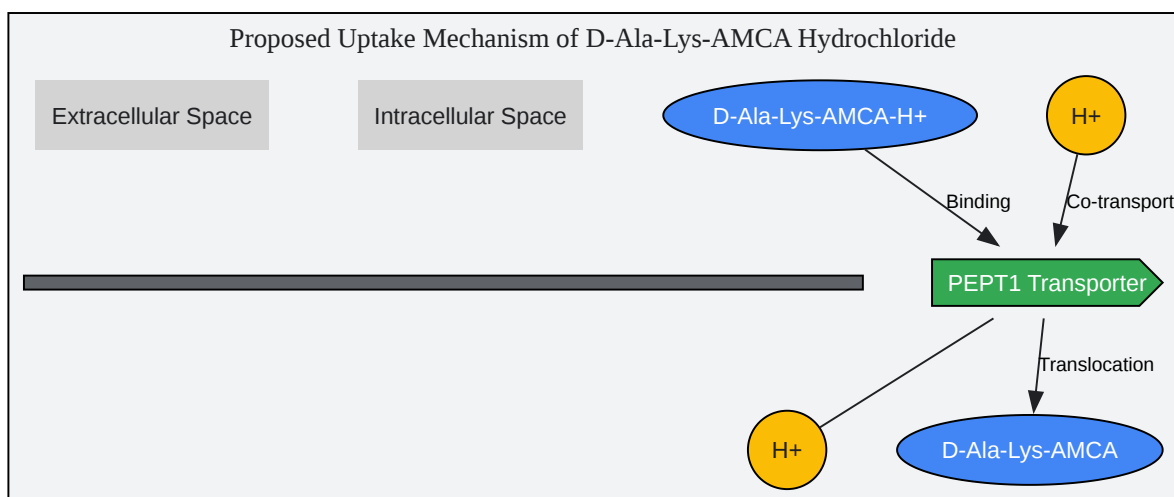 Proposed Uptake Mechanism of D-Ala-Lys-AMCA Hydrochloride
Extracellular Space
Intracellular Space
D-Ala-Lys-AMCA-H+
H+
Binding
Co-transport
PEPT1 Transporter
Translocation
H+
D-Ala-Lys-AMCA